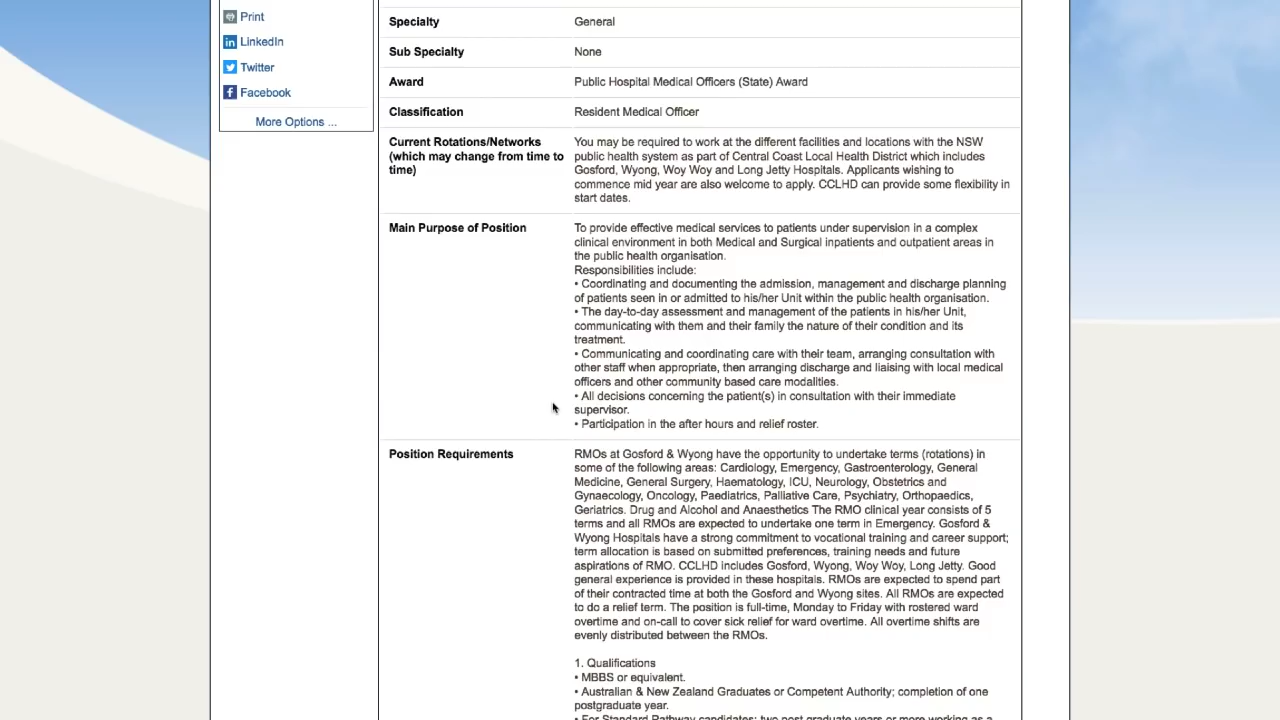 Print
LinkedIn
Twitter
Facebook
More Options ...
Specialty General
Sub Specialty None
Award Public Hospital Medical Officers (State) Award
Classification Resident Medical Officer
Current Rotations/Networks
(which may change from time to
time)
You may be required to work at the different facilities and locations with the NSW
public health system as part of Central Coast Local Health District which includes
Gosford, Wyong, Woy Woy and Long Jetty Hospitals. Applicants wishing to
commence mid year are also welcome to apply. CCLHD can provide some flexibility in
start dates.
Main Purpose of Position
To provide effective medical services to patients under supervision in a complex
clinical environment in both Medical and Surgical inpatients and outpatient areas in
the public health organisation.
Responsibilities include:
• Coordinating and documenting the admission, management and discharge planning
of patients seen in or admitted to his/her Unit within the public health organisation.
• The day-to-day assessment and management of the patients in his/her Unit,
communicating with them and their family the nature of their condition and its
treatment.
• Communicating and coordinating care with their team, arranging consultation with
other staff when appropriate, then arranging discharge and liaising with local medical
officers and other community based care modalities.
• All decisions concerning the patient(s) in consultation with their immediate
supervisor.
• Participation in the after hours and relief roster.
Position Requirements
RMOs at Gosford & Wyong have the opportunity to undertake terms (rotations) in
some of the following areas: Cardiology, Emergency, Gastroenterology, General
Medicine, General Surgery, Haematology, ICU, Neurology, Obstetrics and
Gynaecology, Oncology, Paediatrics, Palliative Care, Psychiatry, Orthopaedics,
Geriatrics. Drug and Alcohol and Anaesthetics The RMO clinical year consists of 5
terms and all RMOs are expected to undertake one term in Emergency. Gosford &
Wyong Hospitals have a strong commitment to vocational training and career support;
term allocation is based on submitted preferences, training needs and future
aspirations of RMO. CCLHD includes Gosford, Wyong, Woy Woy, Long Jetty. Good
general experience is provided in these hospitals. RMOs are expected to spend part
of their contracted time at both the Gosford and Wyong sites. All RMOs are expected
to do a relief term. The position is full-time, Monday to Friday with rostered ward
overtime and on-call to cover sick relief for ward overtime. All overtime shifts are
evenly distributed between the RMOs.
1. Qualifications
• MBBS or equivalent.
• Australian & New Zealand Graduates or Competent Authority; completion of one
postgraduate year.
• For Standard Pathway candidates: two post graduate years or more working as a